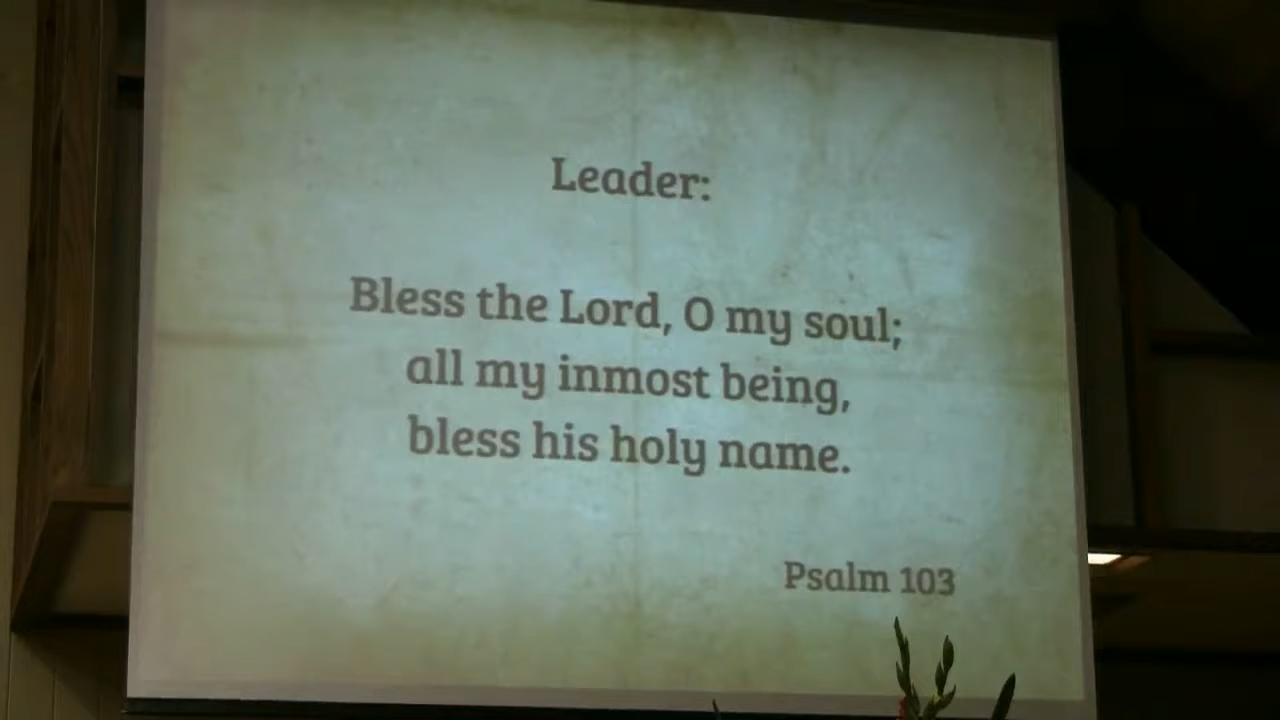 Leader:
Bless the Lord, O my soul;
all my inmost being,
bless his holy name.
Psalm 103